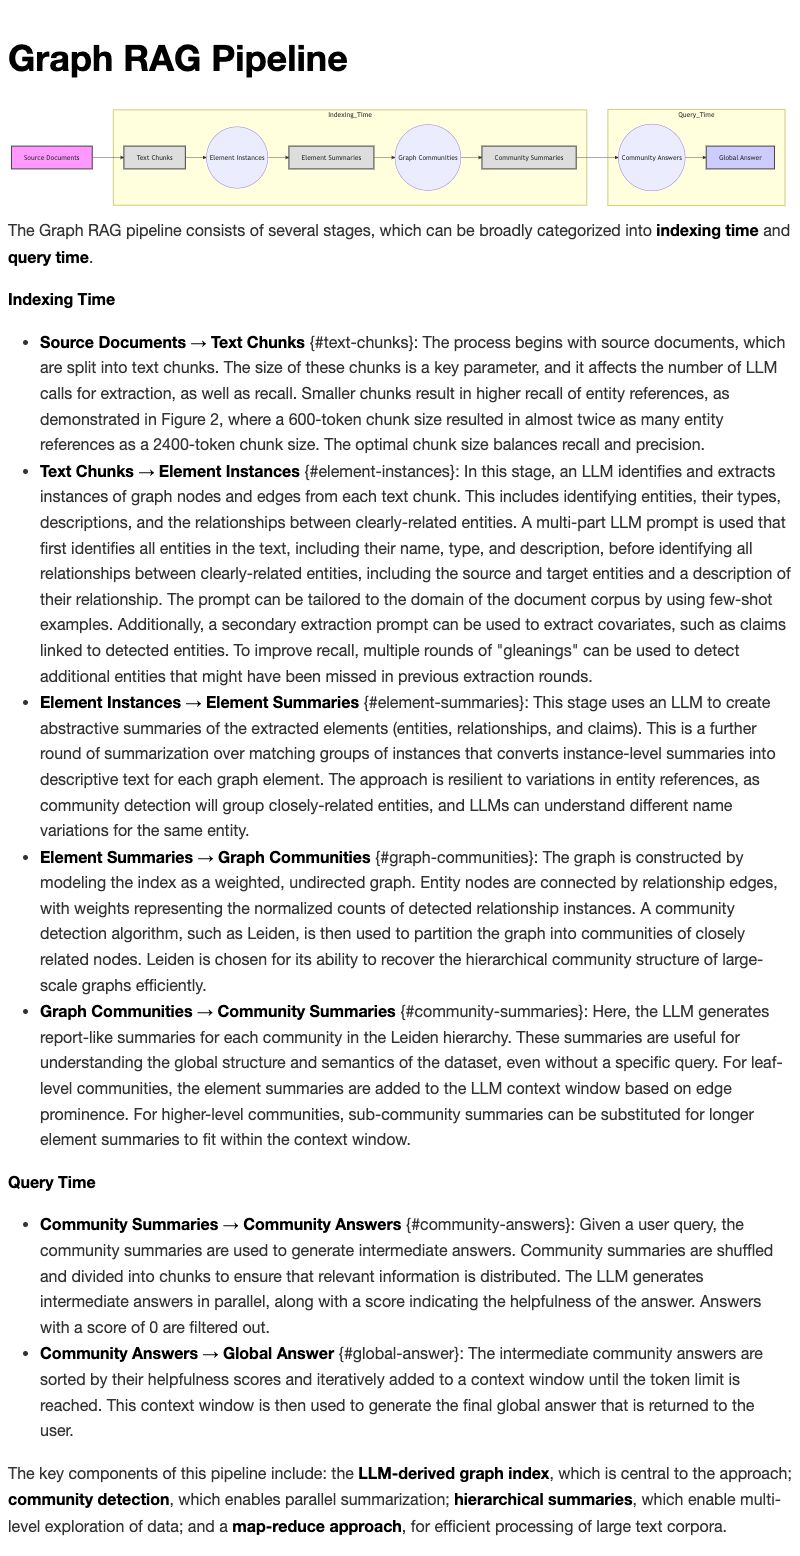 Graph RAG Pipeline
Indexing_Time
Query_Time
Source Documents
Text Chunks
Element Instances
Element Summaries
Graph Communities
Community Summaries
Community Answers
Global Answer
The Graph RAG pipeline consists of several stages, which can be broadly categorized into indexing time and
query time.
Indexing Time
• Source Documents → Text Chunks {#text-chunks}: The process begins with source documents, which
are split into text chunks. The size of these chunks is a key parameter, and it affects the number of LLM
calls for extraction, as well as recall. Smaller chunks result in higher recall of entity references, as
demonstrated in Figure 2, where a 600-token chunk size resulted in almost twice as many entity
references as a 2400-token chunk size. The optimal chunk size balances recall and precision.
• Text Chunks → Element Instances {#element-instances}: In this stage, an LLM identifies and extracts
instances of graph nodes and edges from each text chunk. This includes identifying entities, their types,
descriptions, and the relationships between clearly-related entities. A multi-part LLM prompt is used that
first identifies all entities in the text, including their name, type, and description, before identifying all
relationships between clearly-related entities, including the source and target entities and a description of
their relationship. The prompt can be tailored to the domain of the document corpus by using few-shot
examples. Additionally, a secondary extraction prompt can be used to extract covariates, such as claims
linked to detected entities. To improve recall, multiple rounds of "gleanings" can be used to detect
additional entities that might have been missed in previous extraction rounds.
• Element Instances → Element Summaries {#element-summaries}: This stage uses an LLM to create
abstractive summaries of the extracted elements (entities, relationships, and claims). This is a further
round of summarization over matching groups of instances that converts instance-level summaries into
descriptive text for each graph element. The approach is resilient to variations in entity references, as
community detection will group closely-related entities, and LLMs can understand different name
variations for the same entity.
• Element Summaries → Graph Communities {#graph-communities}: The graph is constructed by
modeling the index as a weighted, undirected graph. Entity nodes are connected by relationship edges,
with weights representing the normalized counts of detected relationship instances. A community
detection algorithm, such as Leiden, is then used to partition the graph into communities of closely
related nodes. Leiden is chosen for its ability to recover the hierarchical community structure of large-
scale graphs efficiently.
• Graph Communities → Community Summaries {#community-summaries}: Here, the LLM generates
report-like summaries for each community in the Leiden hierarchy. These summaries are useful for
understanding the global structure and semantics of the dataset, even without a specific query. For leaf-
level communities, the element summaries are added to the LLM context window based on edge
prominence. For higher-level communities, sub-community summaries can be substituted for longer
element summaries to fit within the context window.
Query Time
• Community Summaries → Community Answers {#community-answers}: Given a user query, the
community summaries are used to generate intermediate answers. Community summaries are shuffled
and divided into chunks to ensure that relevant information is distributed. The LLM generates
intermediate answers in parallel, along with a score indicating the helpfulness of the answer. Answers
with a score of 0 are filtered out.
• Community Answers → Global Answer {#global-answer}: The intermediate community answers are
sorted by their helpfulness scores and iteratively added to a context window until the token limit is
reached. This context window is then used to generate the final global answer that is returned to the
user.
The key components of this pipeline include: the LLM-derived graph index, which is central to the approach;
community detection, which enables parallel summarization; hierarchical summaries, which enable multi-
level exploration of data; and a map-reduce approach, for efficient processing of large text corpora.